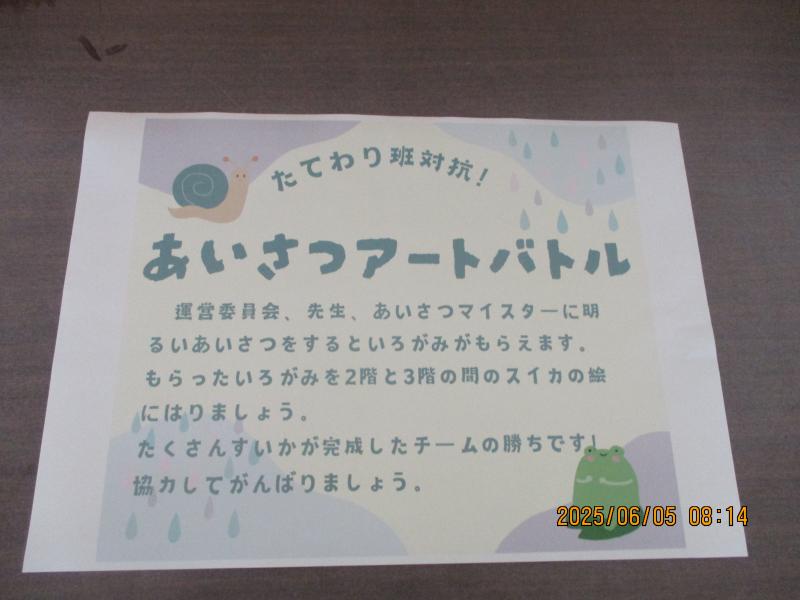 たてわり班対抗!
あいさつアートバトル
運営委員会、先生、あいさつマイスターに明
るいあいさつをするといろがみがもらえます。
もらったいろがみを2階と3階の間のスイカの絵
にはりましょう。
たくさんすいかが完成したチームの勝ちです!
協力してがんばりましょう。
2025/06/05 08:14